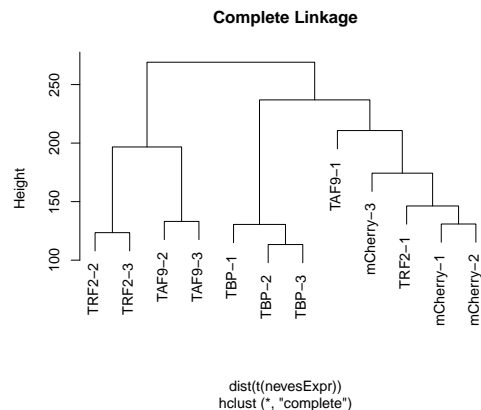 Complete Linkage
Height
250
200
150
100
TRF2−2
TRF2−3
TAF9−2
TAF9−3
TBP−1
TBP−2
TBP−3
TAF9−1
mCherry−3
TRF2−1
mCherry−1
mCherry−2
dist(t(nevesExpr))
hclust (*, "complete")